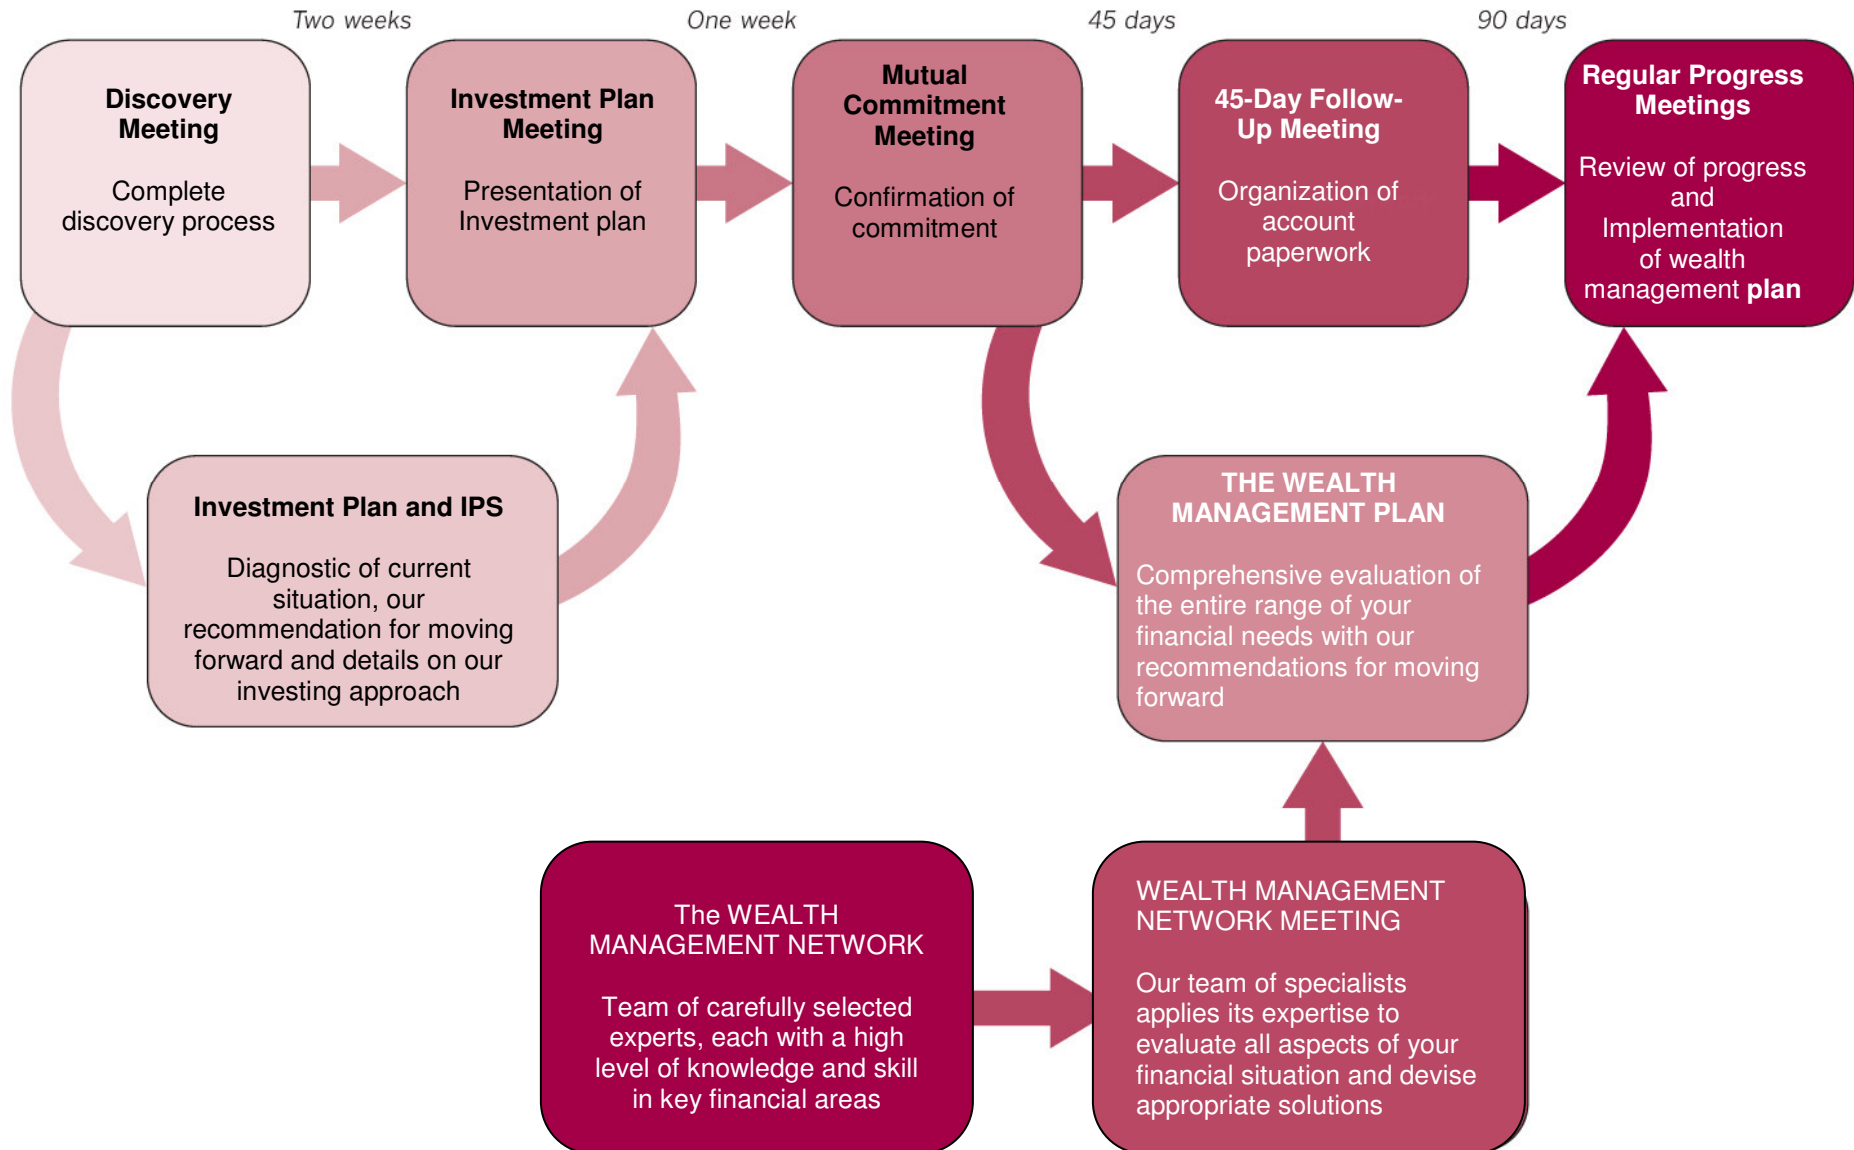 Two weeks
One week
45 days
90 days
Discovery
Meeting
Complete
discovery process
Investment Plan
Meeting
Presentation of
Investment plan
Mutual
Commitment
Meeting
Confirmation of
commitment
45-Day Follow-
Up Meeting
Organization of
account
paperwork
Regular Progress
Meetings
Review of progress
and
Implementation
of wealth
management plan
Investment Plan and IPS
Diagnostic of current
situation, our
recommendation for moving
forward and details on our
investing approach
THE WEALTH
MANAGEMENT PLAN
Comprehensive evaluation of
the entire range of your
financial needs with our
recommendations for moving
forward
The WEALTH
MANAGEMENT NETWORK
Team of carefully selected
experts, each with a high
level of knowledge and skill
in key financial areas
WEALTH MANAGEMENT
NETWORK MEETING
Our team of specialists
applies its expertise to
evaluate all aspects of your
financial situation and devise
appropriate solutions